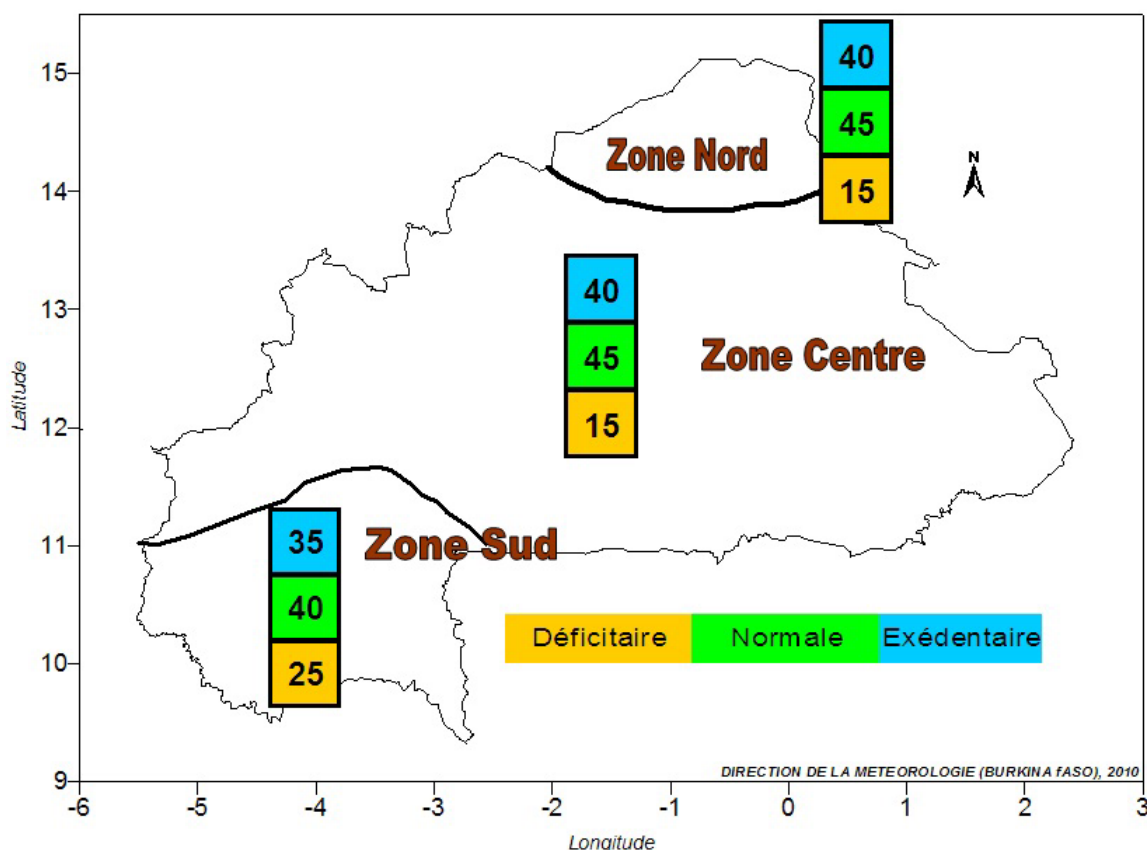 40
45
15
Zone Nord
N
40
45
15
Zone Centre
35
40
25
Zone Sud
Déficitaire Normale Exédentaire
DIRECTION DE LA METEOROLOGIE (BURKINA fASO), 2010
15
14
13
12
11
10
9
Latitude
-6 -5 -4 -3 -2 -1 0 1 2 3
Longitude